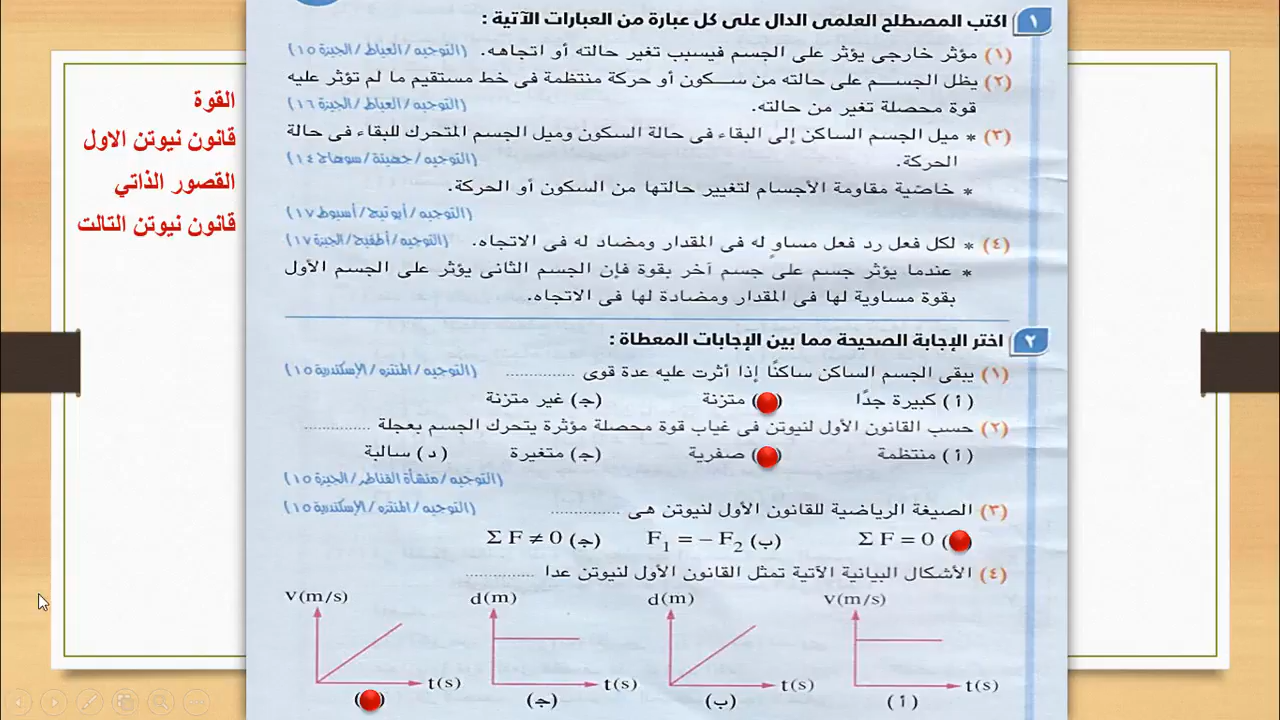 القوة
قانون نيوتن الاول
القصور الذاتي
قانون نيوتن التالت
١ اكتب المصطلح العلمى الدال على كل عبارة من العبارات الآتية :
(١) مؤثر خارجى يؤثر على الجسم فيسبب تغير حالته أو اتجاهه. (التوجيه / العياط / الجيزة ١٥)
(٢) يظل الجسم على حالته من سكون أو حركة منتظمة فى خط مستقيم ما لم تؤثر عليه
قوة محصلة تغير من حالته. (التوجيه / العياط / الجيزة ١٦)
(٣) * ميل الجسم الساكن إلى البقاء فى حالة السكون وميل الجسم المتحرك للبقاء فى حالة
الحركة. (التوجيه / جهينة / سوهاج ١٤)
* خاصية مقاومة الأجسام لتغيير حالتها من السكون أو الحركة.
(التوجيه / أبوتيج / أسيوط ١٧)
(٤) * لكل فعل رد فعل مساوٍ له فى المقدار ومضاد له فى الاتجاه. (التوجيه / أطفيح / الجيزة ١٧)
* عندما يؤثر جسم على جسم آخر بقوة فإن الجسم الثانى يؤثر على الجسم الأول
بقوة مساوية لها فى المقدار ومضادة لها فى الاتجاه.
٢ اختر الإجابة الصحيحة مما بين الإجابات المعطاة :
(١) يبقى الجسم الساكن ساكنًا إذا أثرت عليه عدة قوى .............. (التوجيه / المنتزه / الإسكندرية ١٥)
(أ) كبيرة جدًا ( ) متزنة (جـ) غير متزنة
(٢) حسب القانون الأول لنيوتن فى غياب قوة محصلة مؤثرة يتحرك الجسم بعجلة ..............
(أ) منتظمة ( ) صفرية (جـ) متغيرة (د) سالبة
(التوجيه / منشأة القناطر / الجيزة ١٥)
(٣) الصيغة الرياضية للقانون الأول لنيوتن هى .............. (التوجيه / المنتزه / الإسكندرية ١٥)
( ) Σ F = 0 (ب) F₁ = − F₂ (جـ) Σ F ≠ 0
(٤) الأشكال البيانية الآتية تمثل القانون الأول لنيوتن عدا ..............
V(m/s) d(m) d(m) V(m/s)
t(s) t(s) t(s) t(s)
(أ) (ب) (جـ) ( )